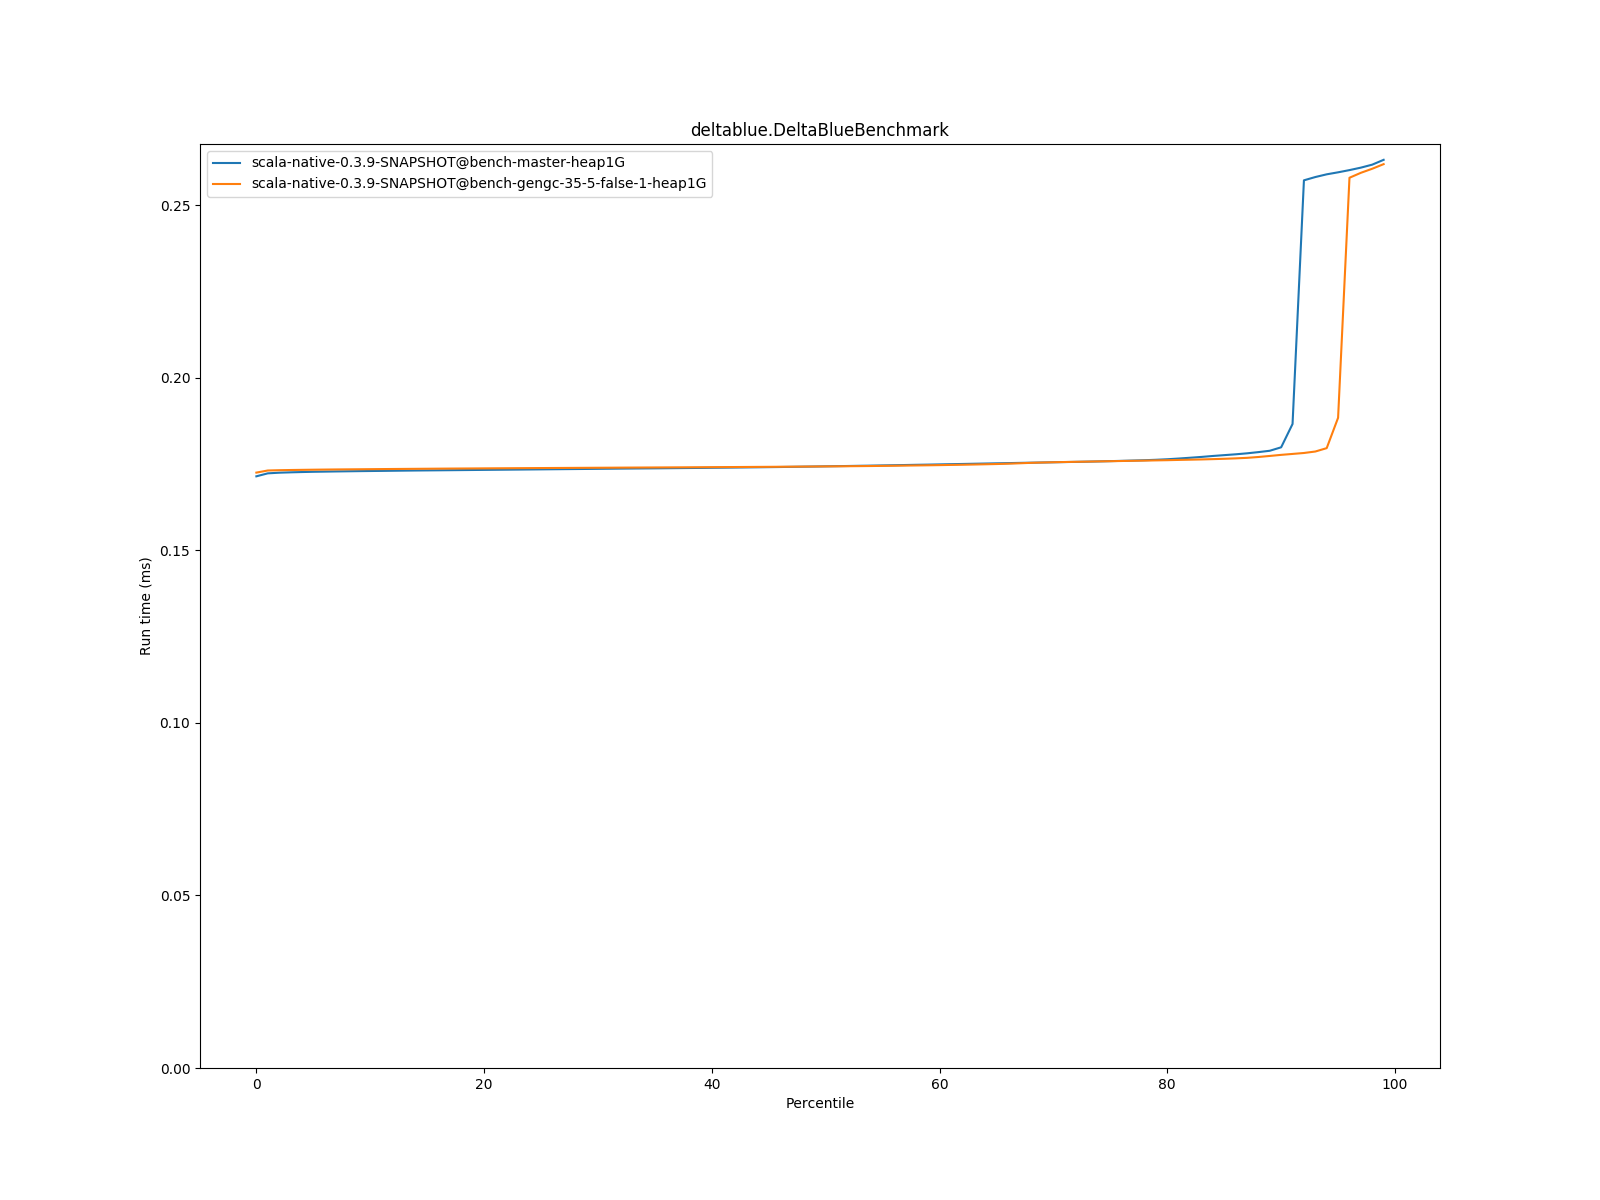 deltablue.DeltaBlueBenchmark
scala-native-0.3.9-SNAPSHOT@bench-master-heap1G
scala-native-0.3.9-SNAPSHOT@bench-gengc-35-5-false-1-heap1G
0.25
0.20
0.15
0.10
0.05
0.00
Run time (ms)
0 20 40 60 80 100
Percentile